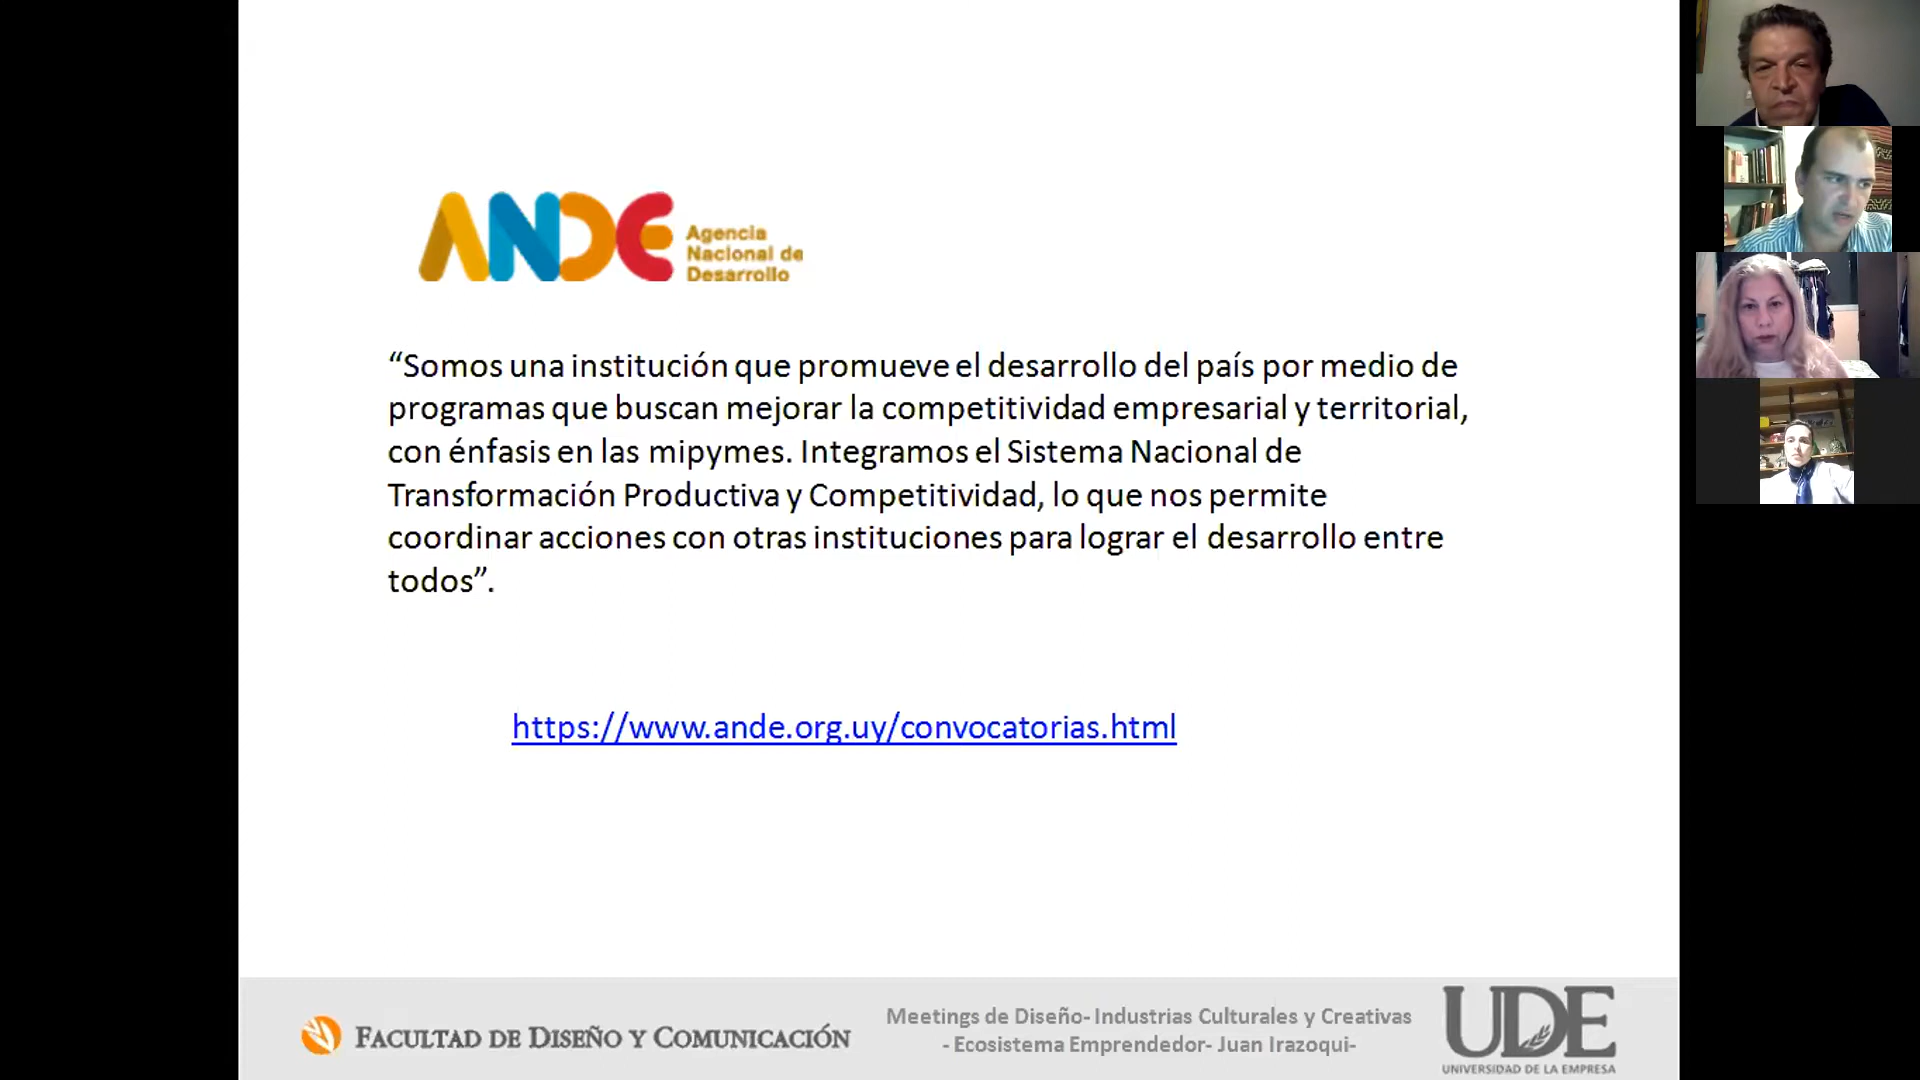 ANDE
Agencia
Nacional de
Desarrollo
“Somos una institución que promueve el desarrollo del país por medio de
programas que buscan mejorar la competitividad empresarial y territorial,
con énfasis en las mipymes. Integramos el Sistema Nacional de
Transformación Productiva y Competitividad, lo que nos permite
coordinar acciones con otras instituciones para lograr el desarrollo entre
todos”.
https://www.ande.org.uy/convocatorias.html
FACULTAD DE DISEÑO Y COMUNICACIÓN
Meetings de Diseño- Industrias Culturales y Creativas
- Ecosistema Emprendedor- Juan Irazoqui-
UDE
UNIVERSIDAD DE LA EMPRESA